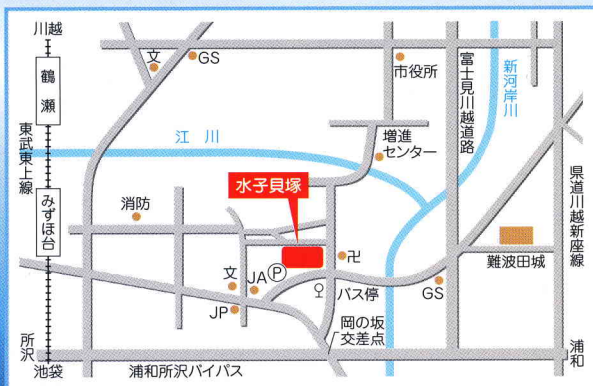 川越
鶴瀬
東武東上線
みずほ台
所沢
池袋
文
GS
市役所
富士見川越道路
新河岸川
江川
増進
センター
水子貝塚
消防
県道川越新座線
難波田城
卍
P
文
JA
JP
バス停
GS
岡の坂
交差点
浦和所沢バイパス
浦和